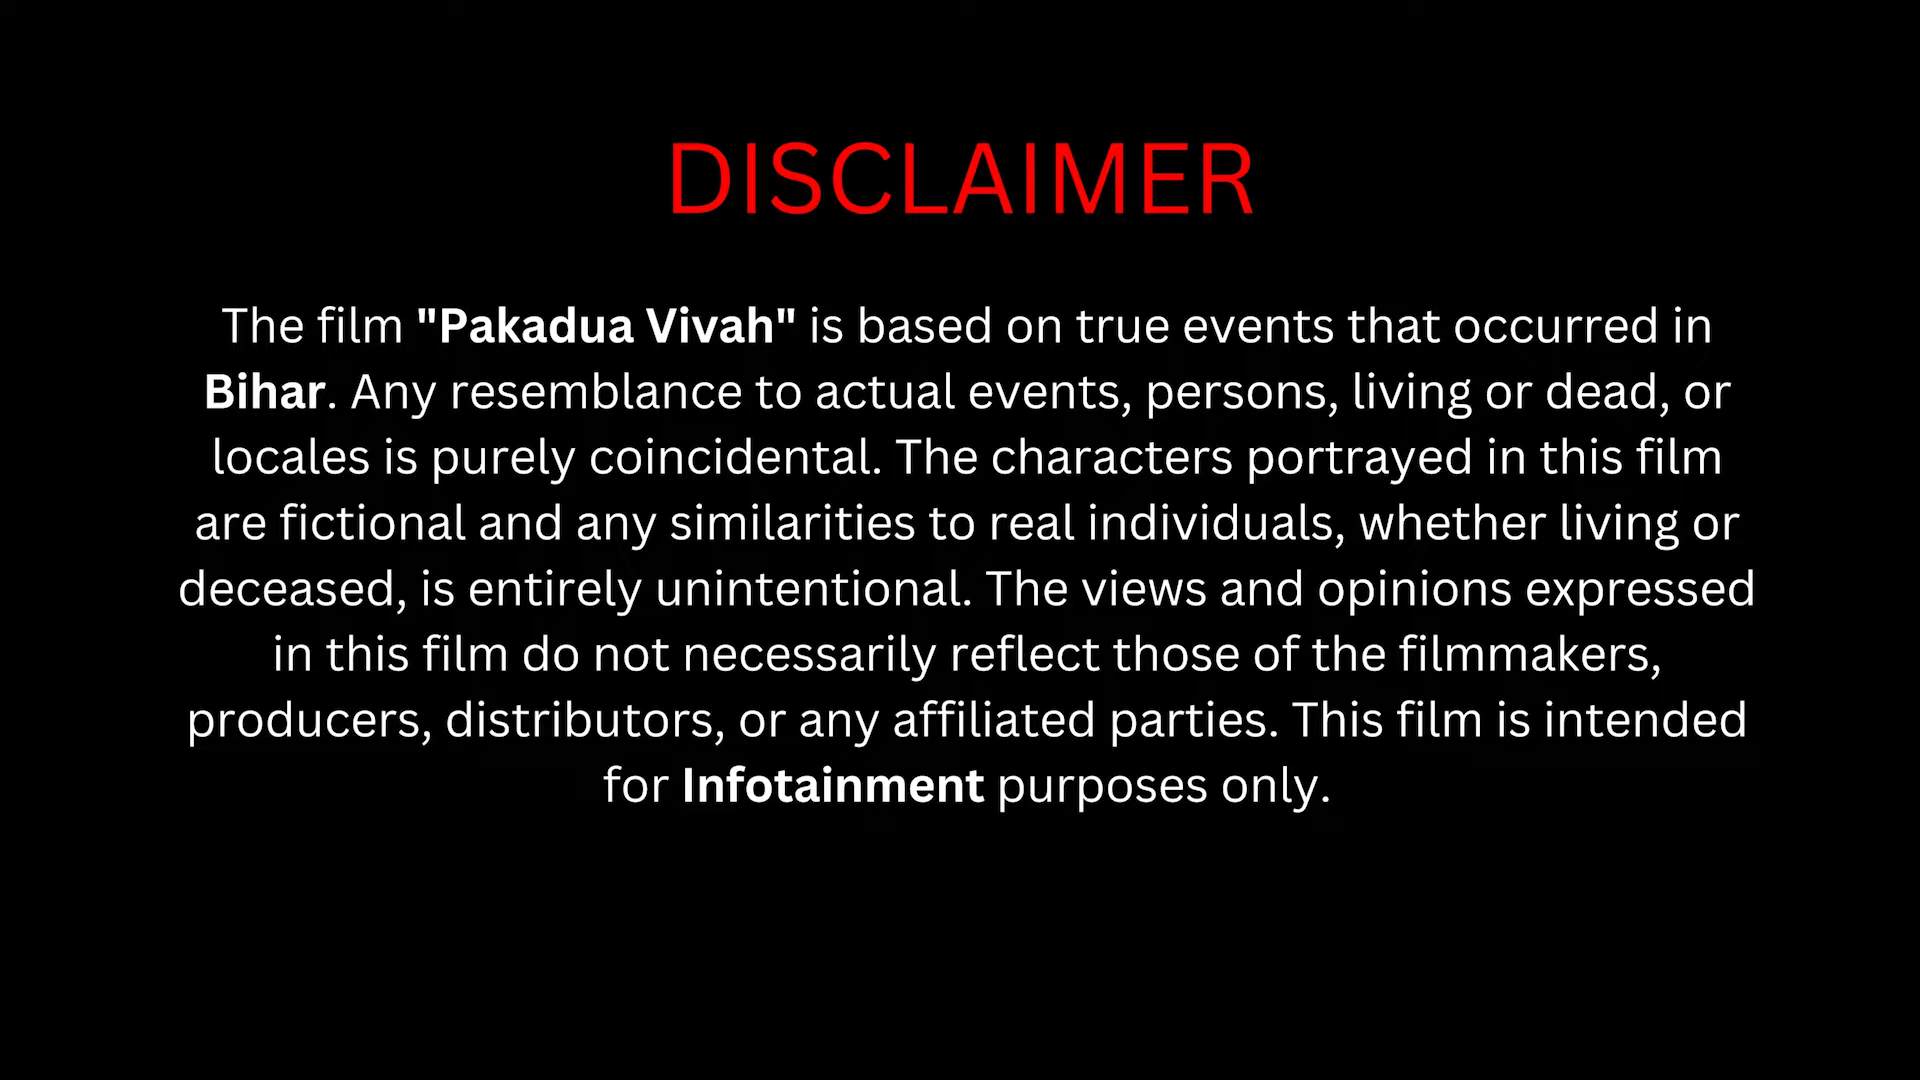 DISCLAIMER
The film "Pakadua Vivah" is based on true events that occurred in
Bihar. Any resemblance to actual events, persons, living or dead, or
locales is purely coincidental. The characters portrayed in this film
are fictional and any similarities to real individuals, whether living or
deceased, is entirely unintentional. The views and opinions expressed
in this film do not necessarily reflect those of the filmmakers,
producers, distributors, or any affiliated parties. This film is intended
for Infotainment purposes only.